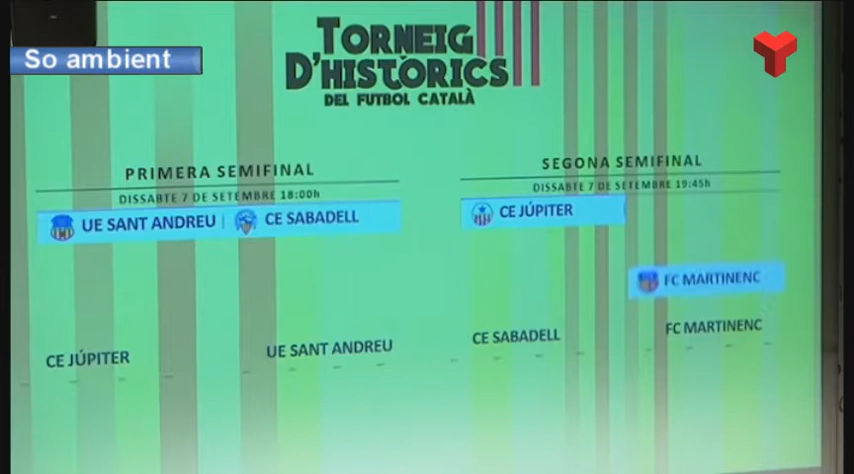 So ambient
TORNEIG
D'HISTÒRICS
DEL FUTBOL CATALÀ
PRIMERA SEMIFINAL
DISSABTE 7 DE SETEMBRE 18:00h
UE SANT ANDREU
CE SABADELL
SEGONA SEMIFINAL
DISSABTE 7 DE SETEMBRE 19:45h
CE JÚPITER
FC MARTINENC
CE JÚPITER
UE SANT ANDREU
CE SABADELL
FC MARTINENC